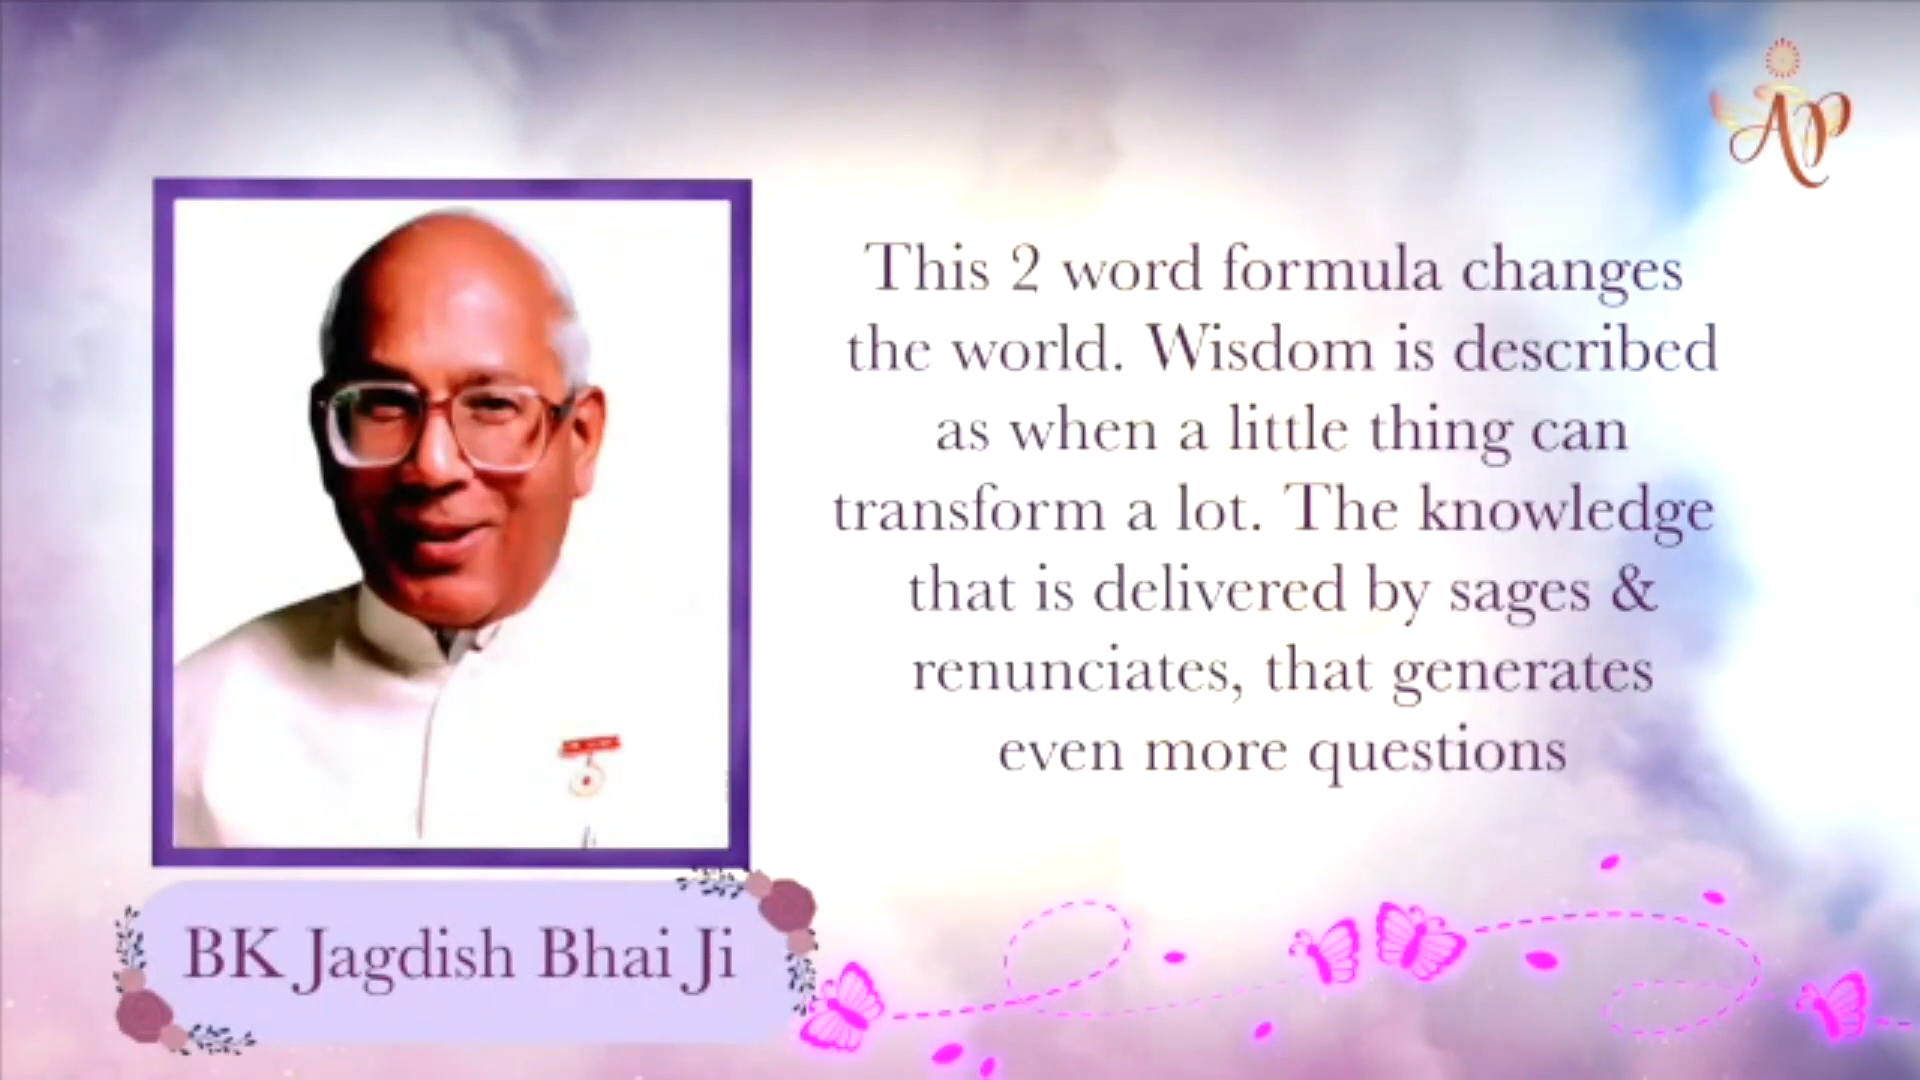 AP
This 2 word formula changes
the world. Wisdom is described
as when a little thing can
transform a lot. The knowledge
that is delivered by sages &
renunciates, that generates
even more questions
BK Jagdish Bhai Ji